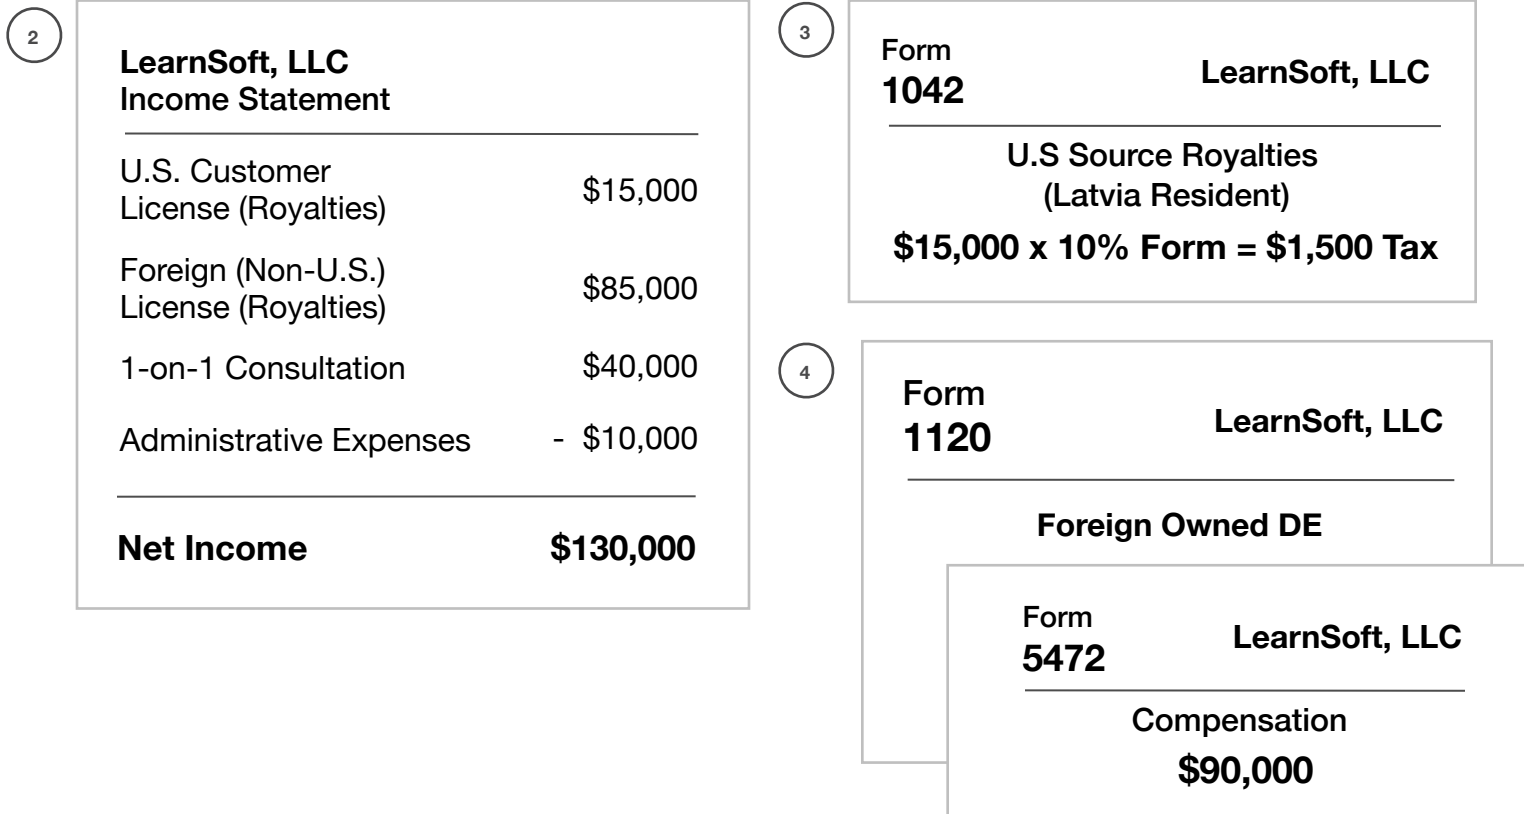 2
LearnSoft, LLC
Income Statement
U.S. Customer
License (Royalties)
$15,000
Foreign (Non-U.S.)
License (Royalties)
$85,000
1-on-1 Consultation
$40,000
Administrative Expenses
- $10,000
Net Income
$130,000
3
Form
1042
LearnSoft, LLC
U.S Source Royalties
(Latvia Resident)
$15,000 x 10% Form = $1,500 Tax
4
Form
1120
LearnSoft, LLC
Foreign Owned DE
Form
5472
LearnSoft, LLC
Compensation
$90,000